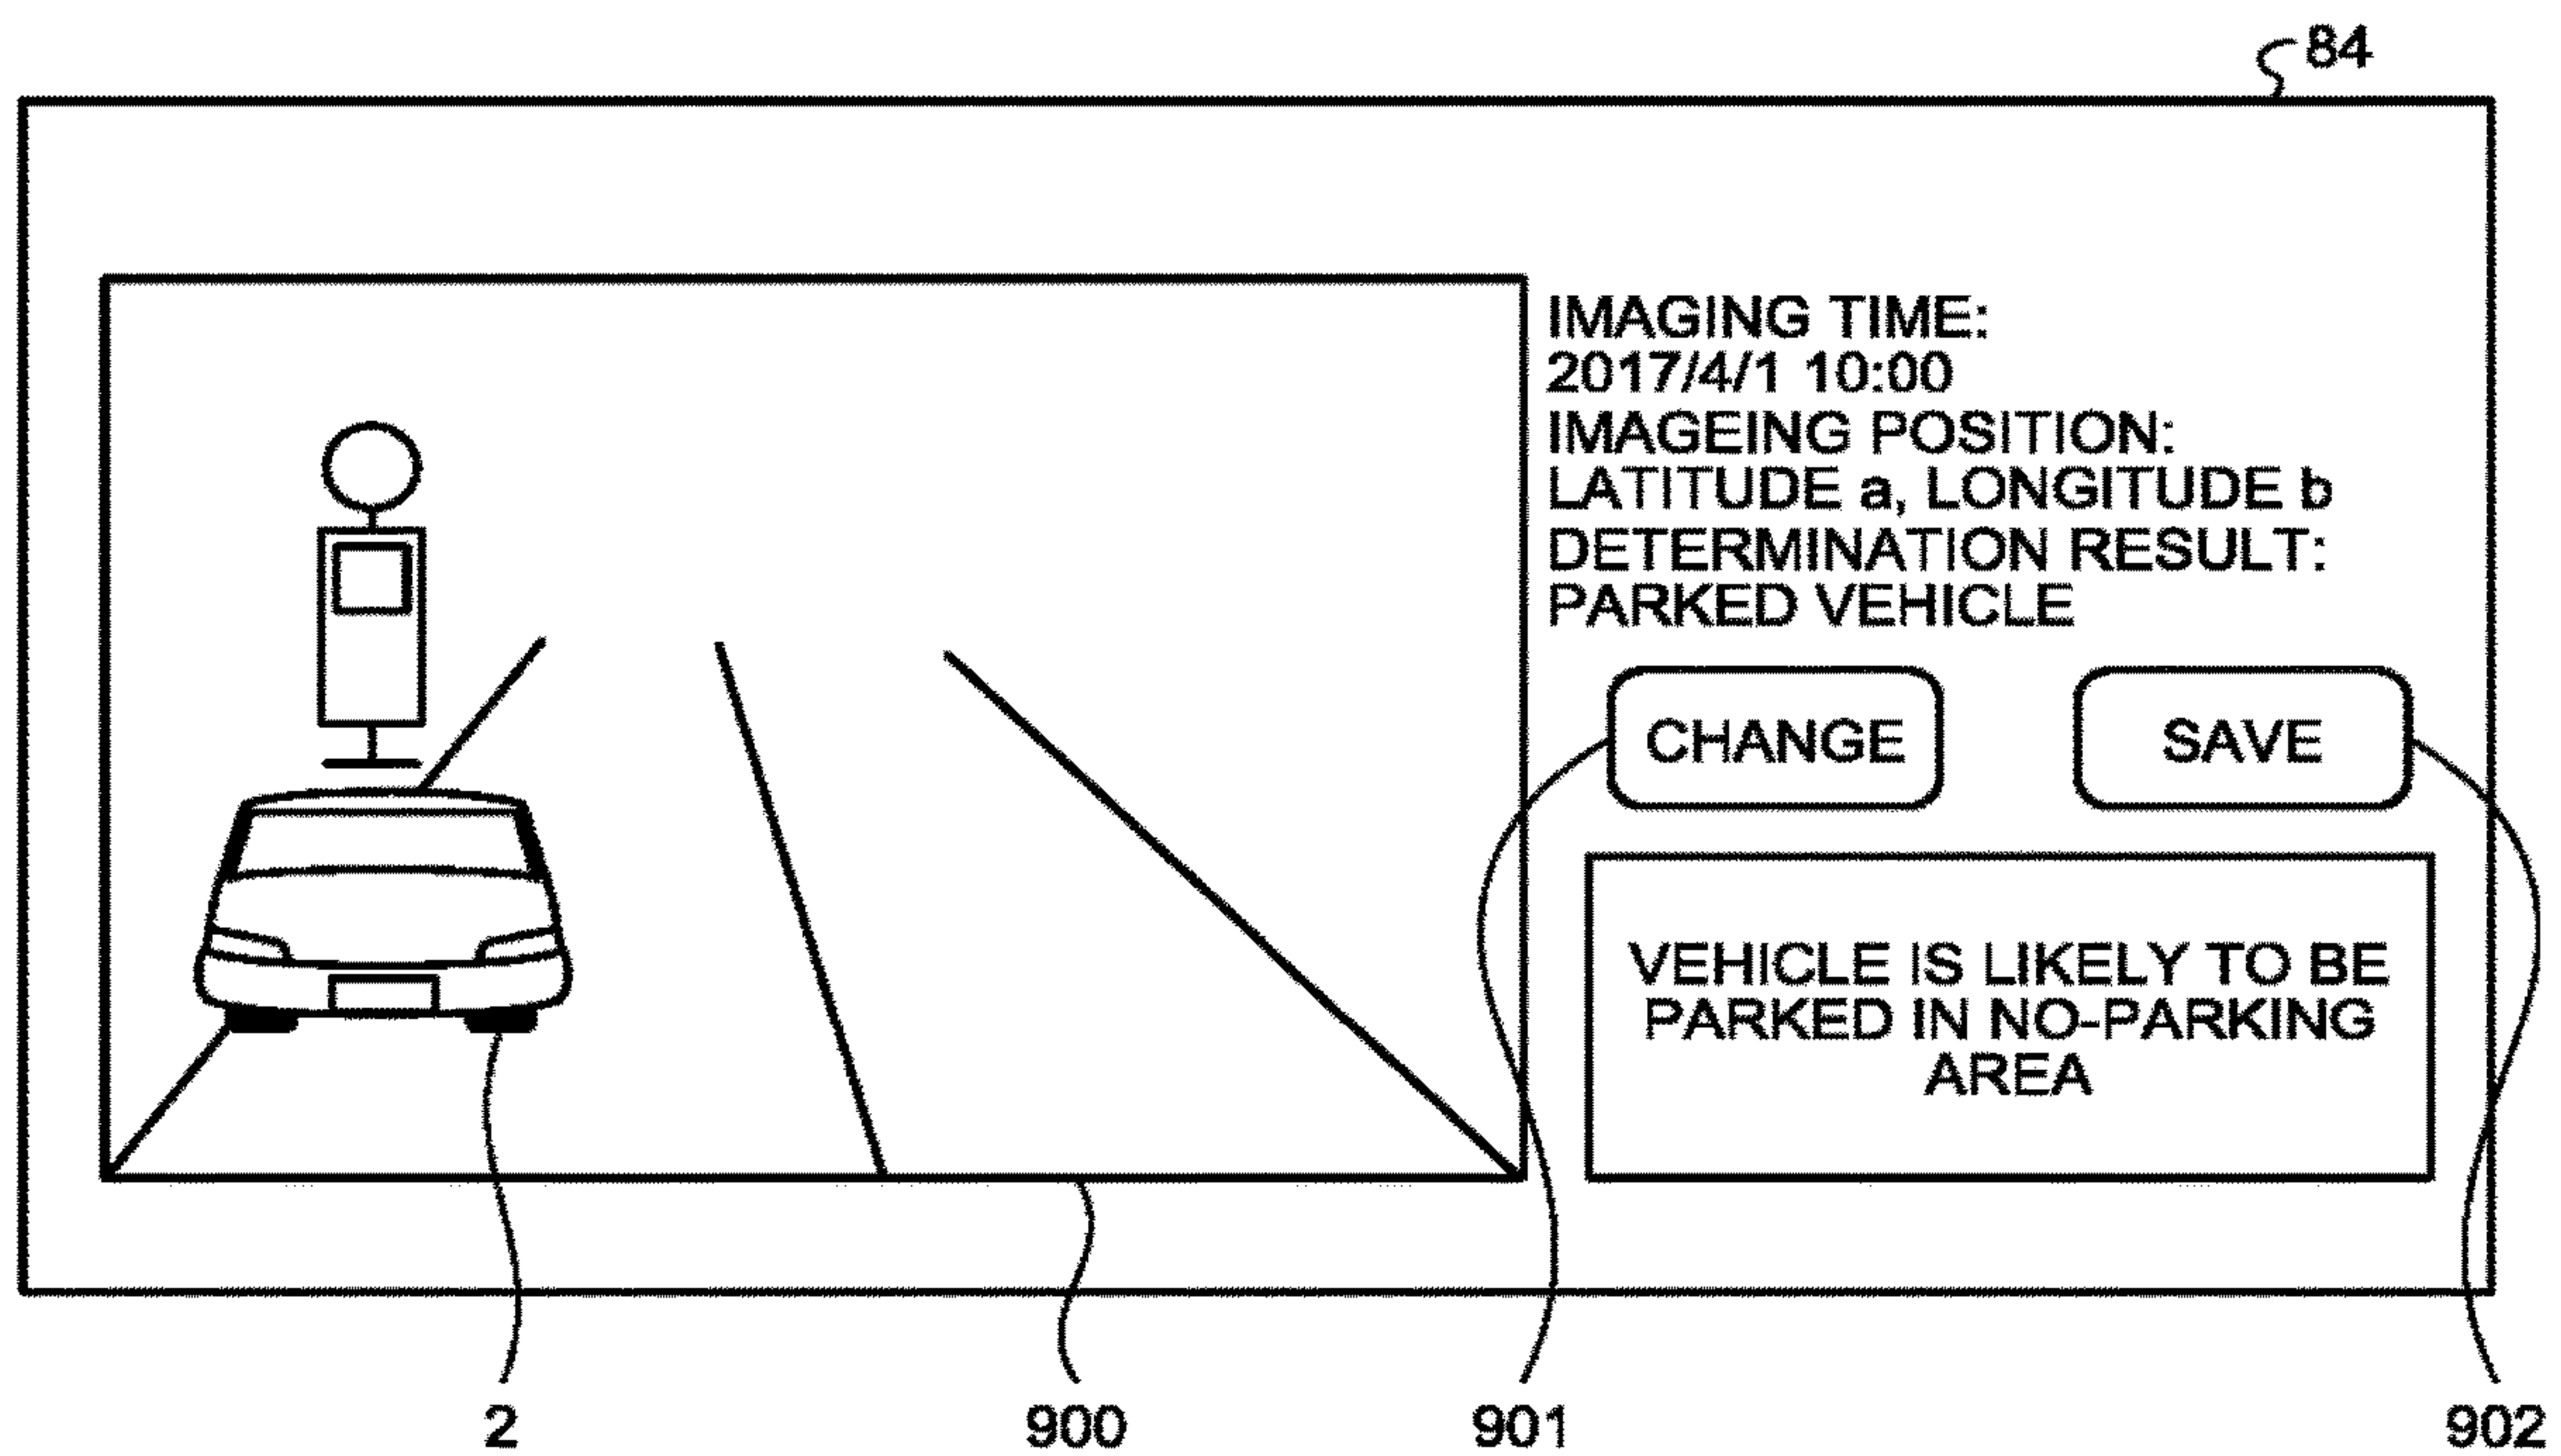 84
IMAGING TIME:
2017/4/1 10:00
IMAGEING POSITION:
LATITUDE a, LONGITUDE b
DETERMINATION RESULT:
PARKED VEHICLE
CHANGE
SAVE
VEHICLE IS LIKELY TO BE
PARKED IN NO-PARKING
AREA
2
900
901
902